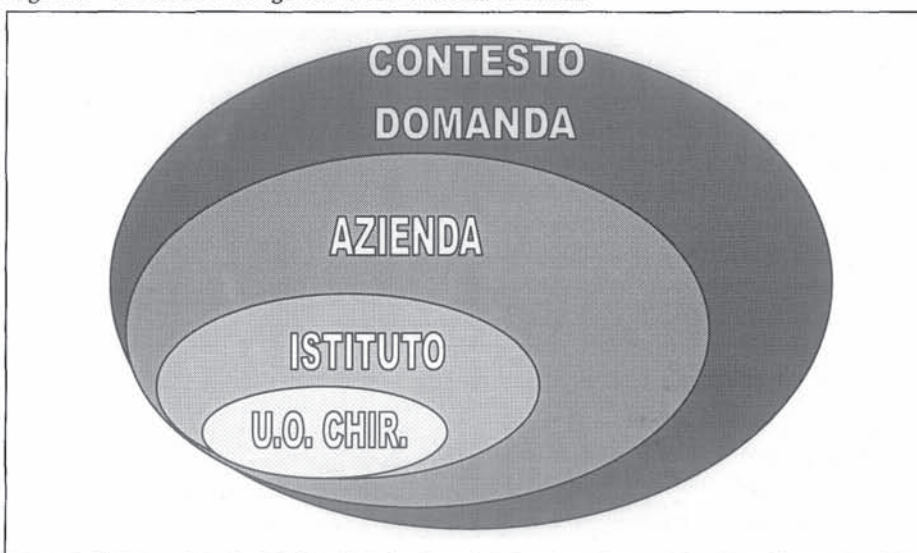 CONTESTO
DOMANDA
AZIENDA
ISTITUTO
U.O. CHIR.